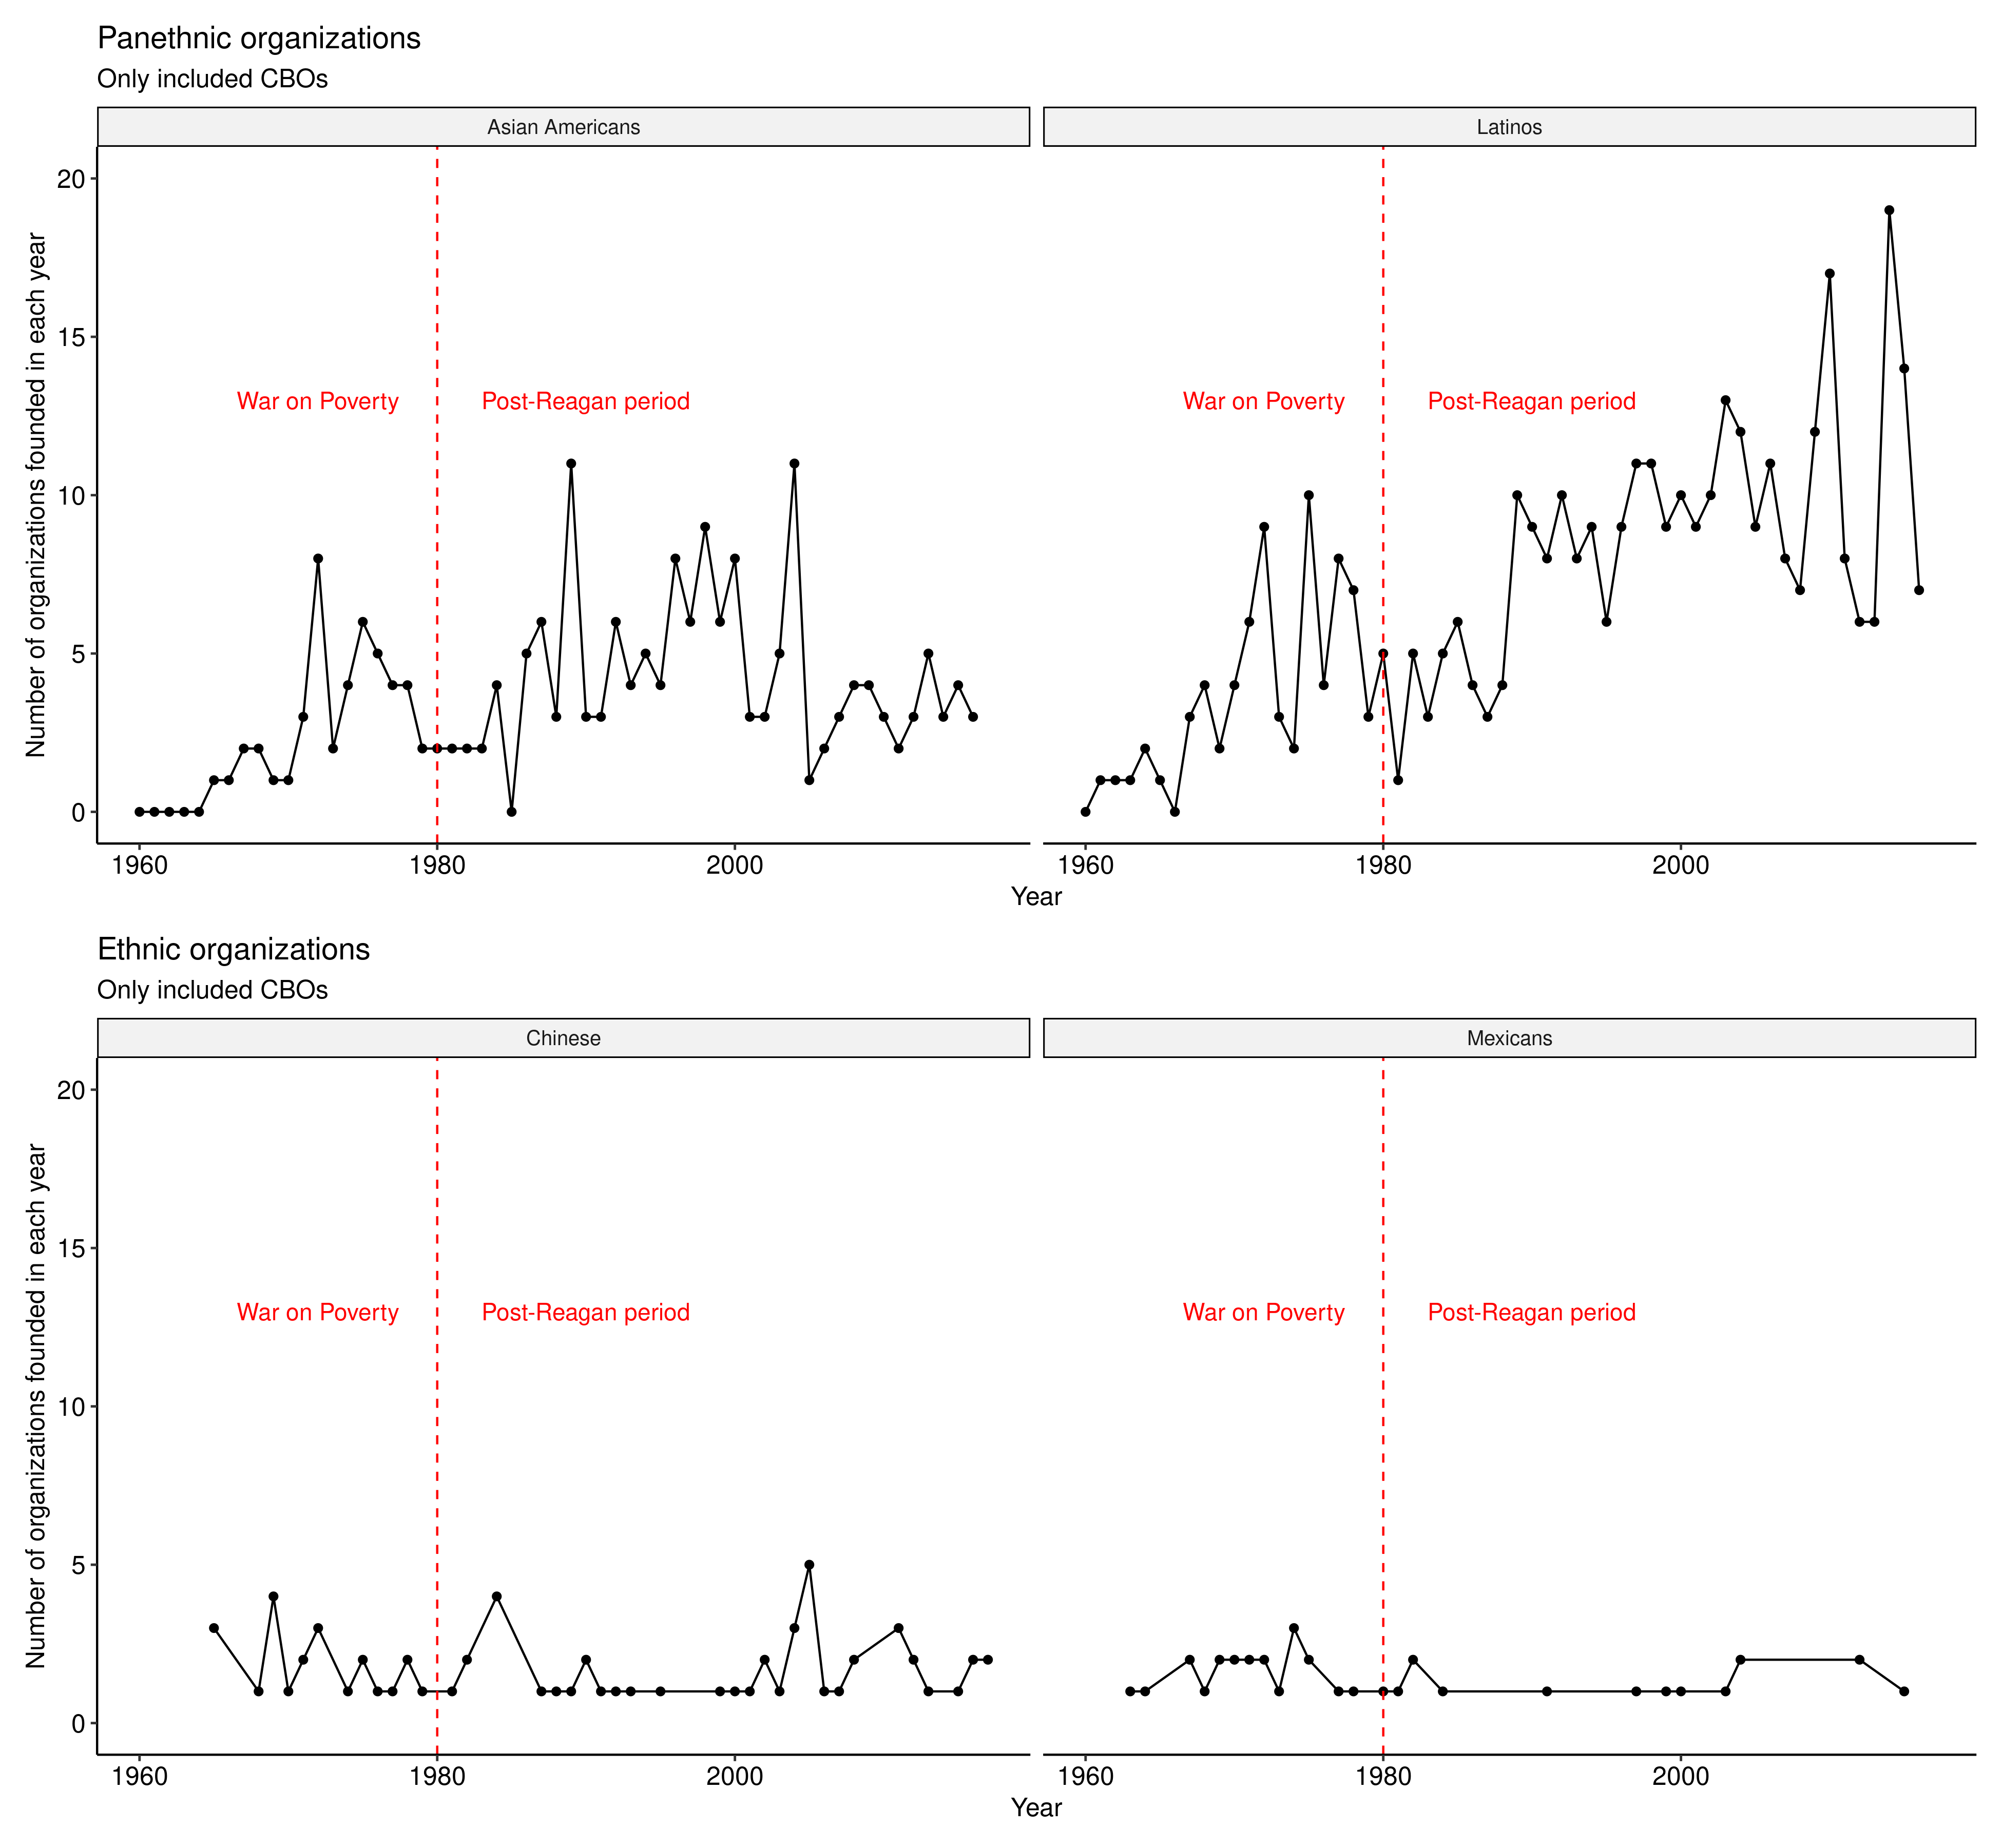 Panethnic organizations
Only included CBOs
Asian Americans
Latinos
Number of organizations founded in each year
20
15
10
5
0
War on Poverty
Post-Reagan period
War on Poverty
Post-Reagan period
1960
1980
2000
1960
1980
2000
Year
Ethnic organizations
Only included CBOs
Chinese
Mexicans
Number of organizations founded in each year
20
15
10
5
0
War on Poverty
Post-Reagan period
War on Poverty
Post-Reagan period
1960
1980
2000
1960
1980
2000
Year